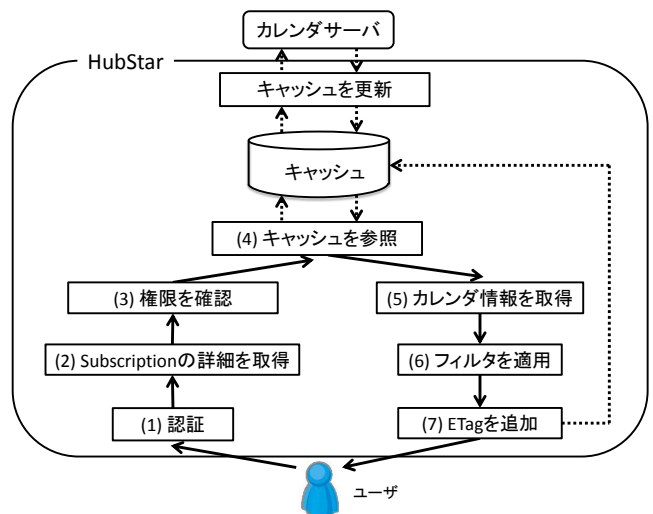 カレンダサーバ
HubStar
キャッシュを更新
キャッシュ
(4) キャッシュを参照
(3) 権限を確認
(5) カレンダ情報を取得
(2) Subscriptionの詳細を取得
(6) フィルタを適用
(1) 認証
(7) ETagを追加
ユーザ